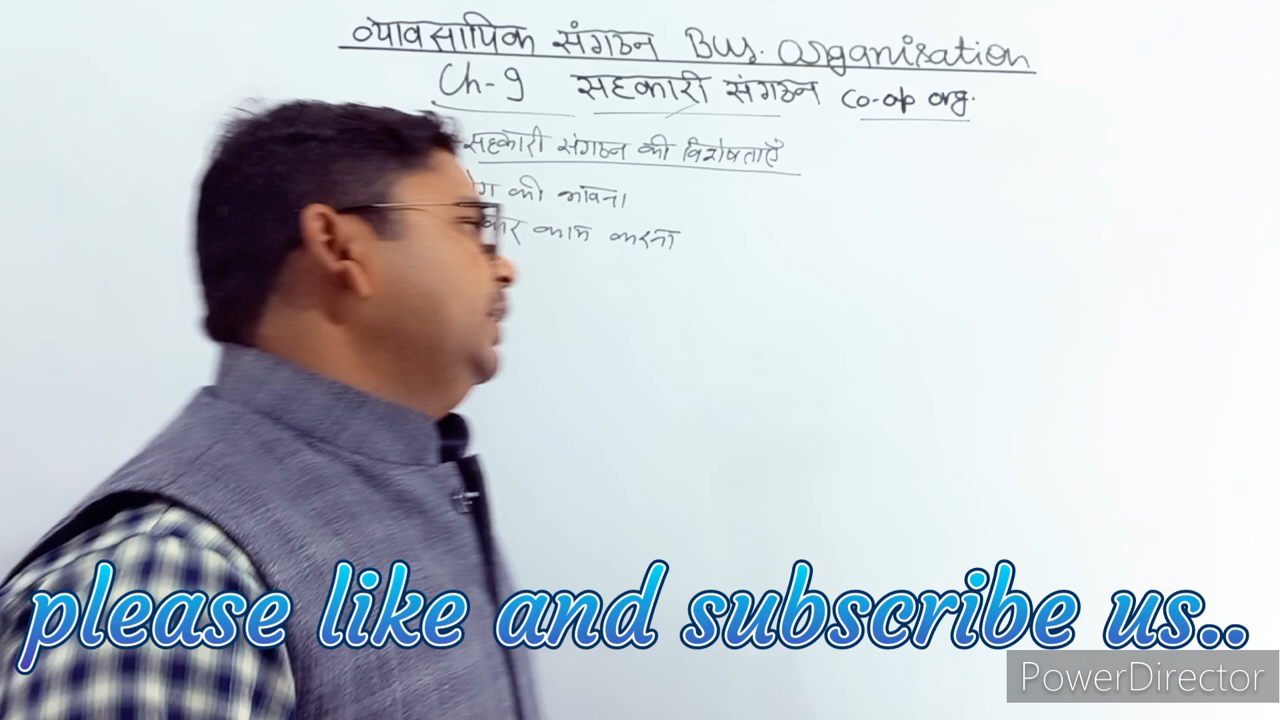 व्यावसायिक संगठन Bus. Organisation
Ch-9 सहकारी संगठन co-op org.
सहकारी संगठन की विशेषताएँ
की भावना
काम करना
please like and subscribe us..
PowerDirector